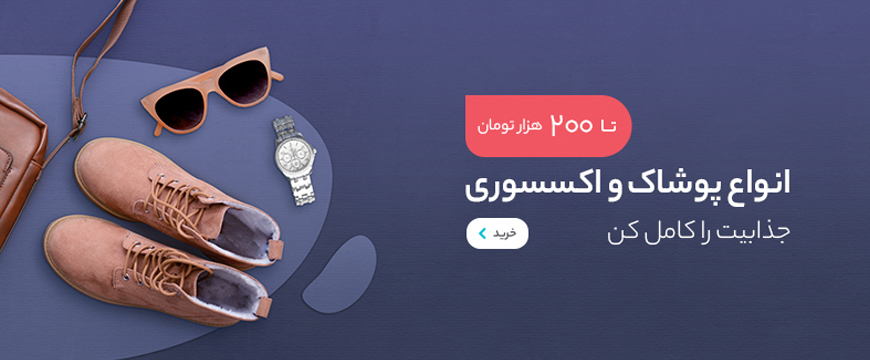 تا ۲۰۰ هزار تومان
انواع پوشاک و اکسسوری
جذابیت را کامل کن
خرید